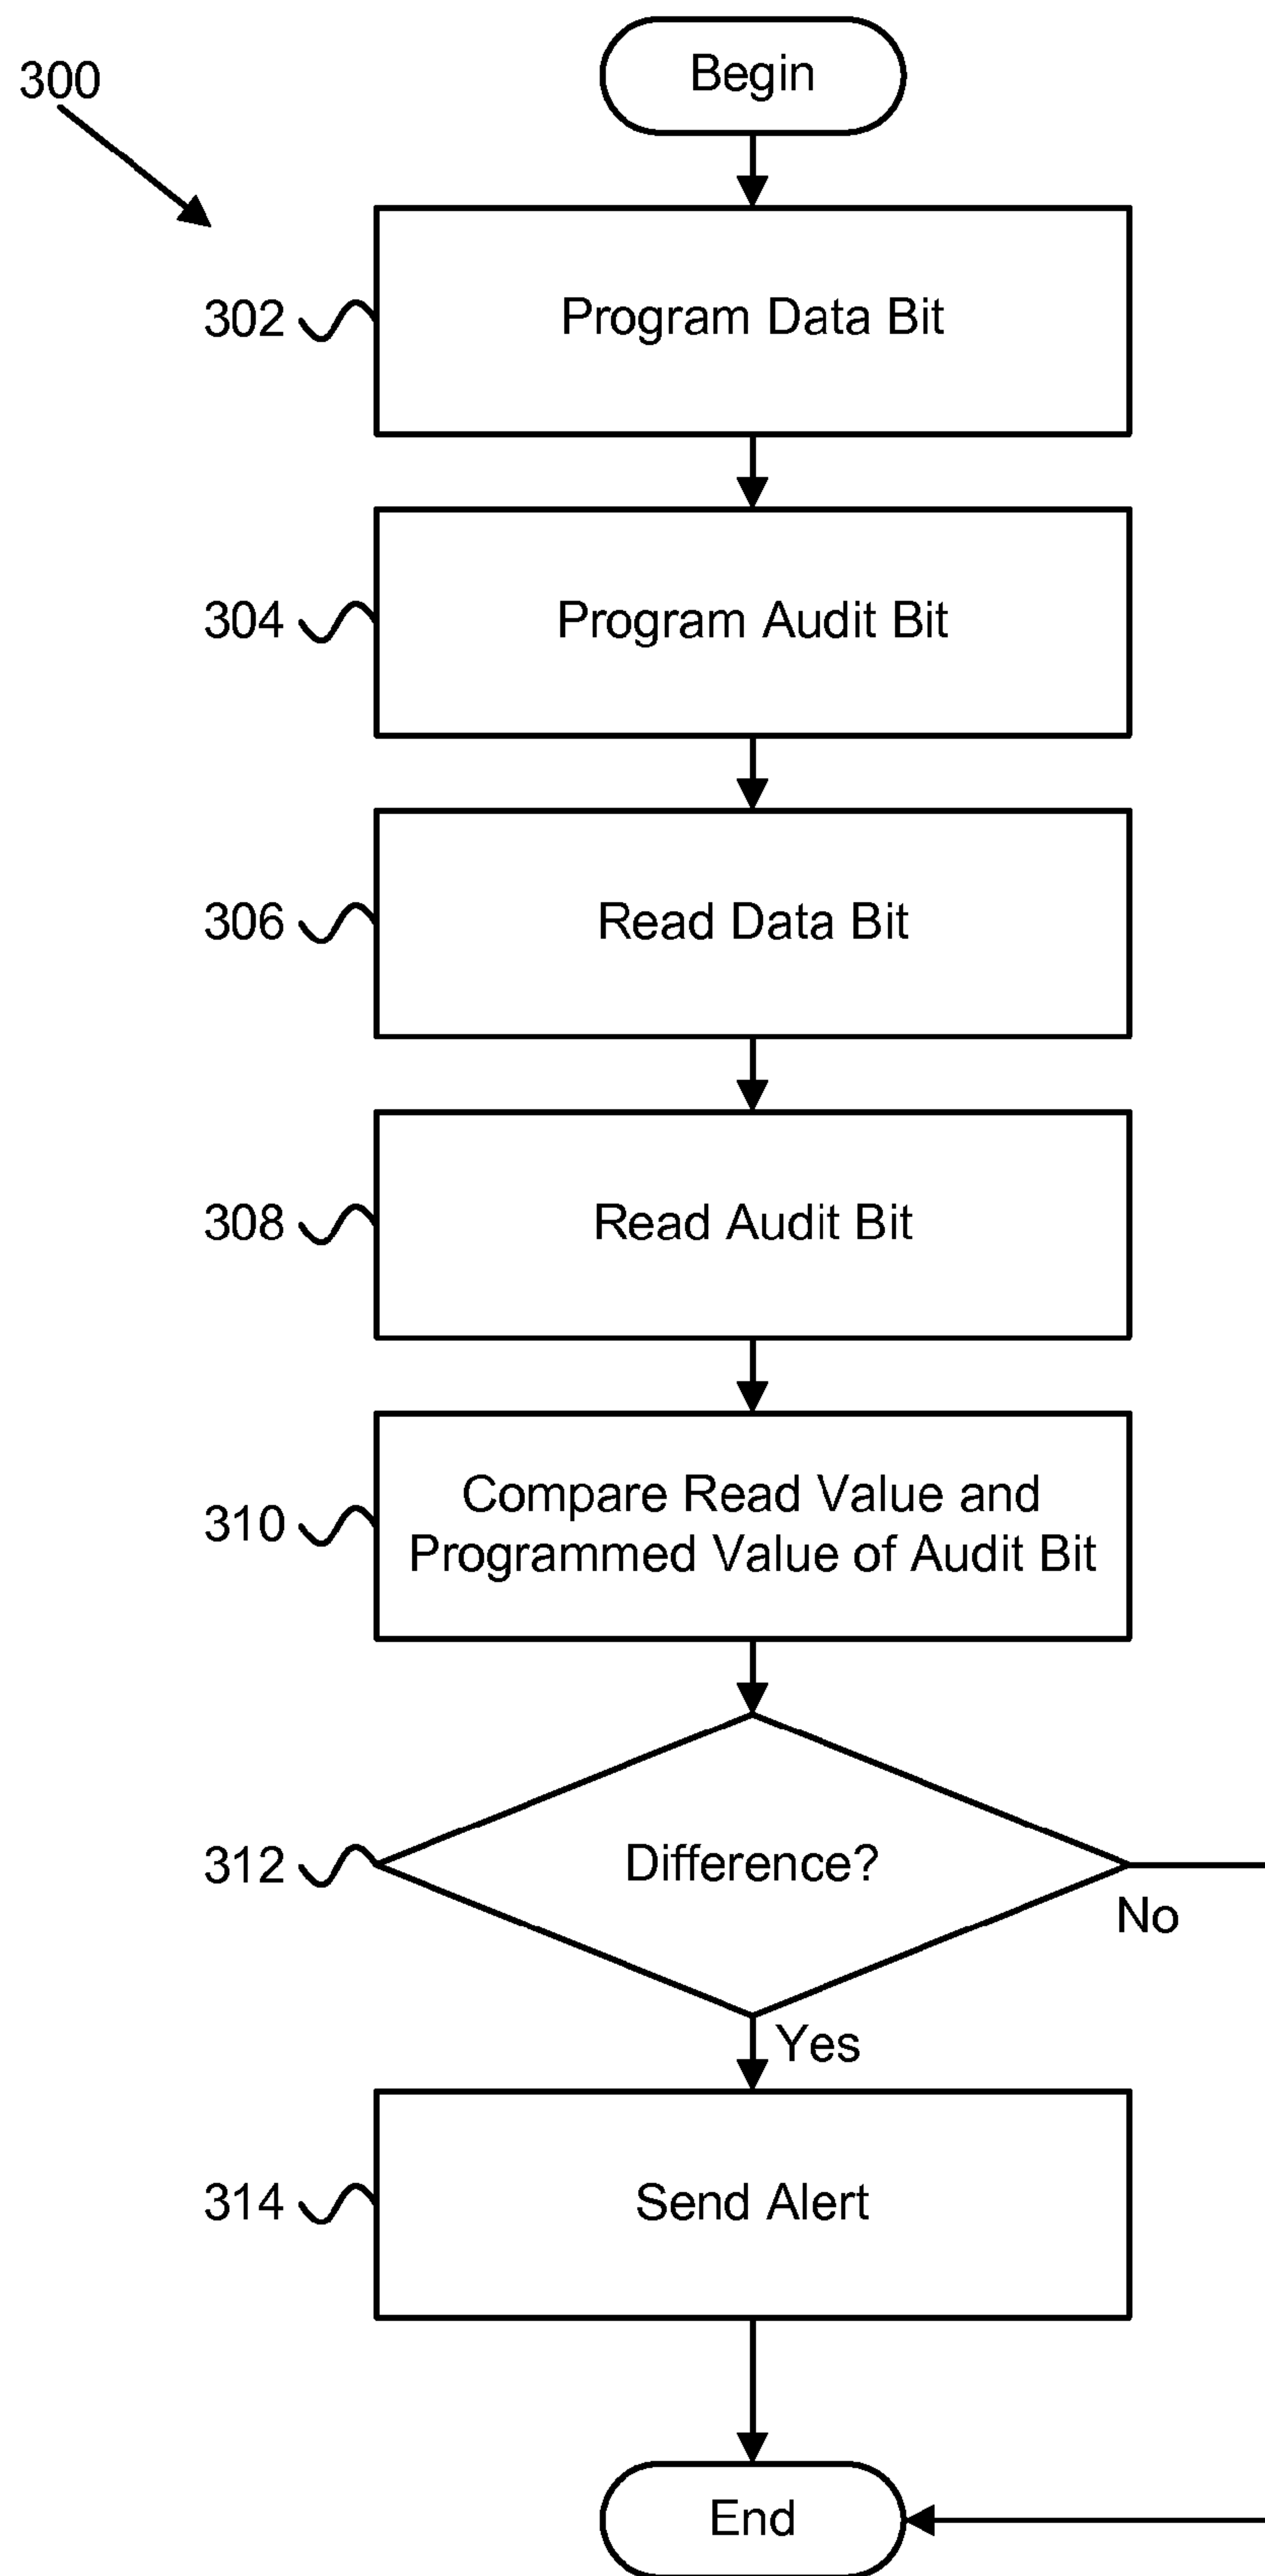 300
Begin
302
Program Data Bit
304
Program Audit Bit
306
Read Data Bit
308
Read Audit Bit
310
Compare Read Value and
Programmed Value of Audit Bit
312
Difference?
No
Yes
314
Send Alert
End